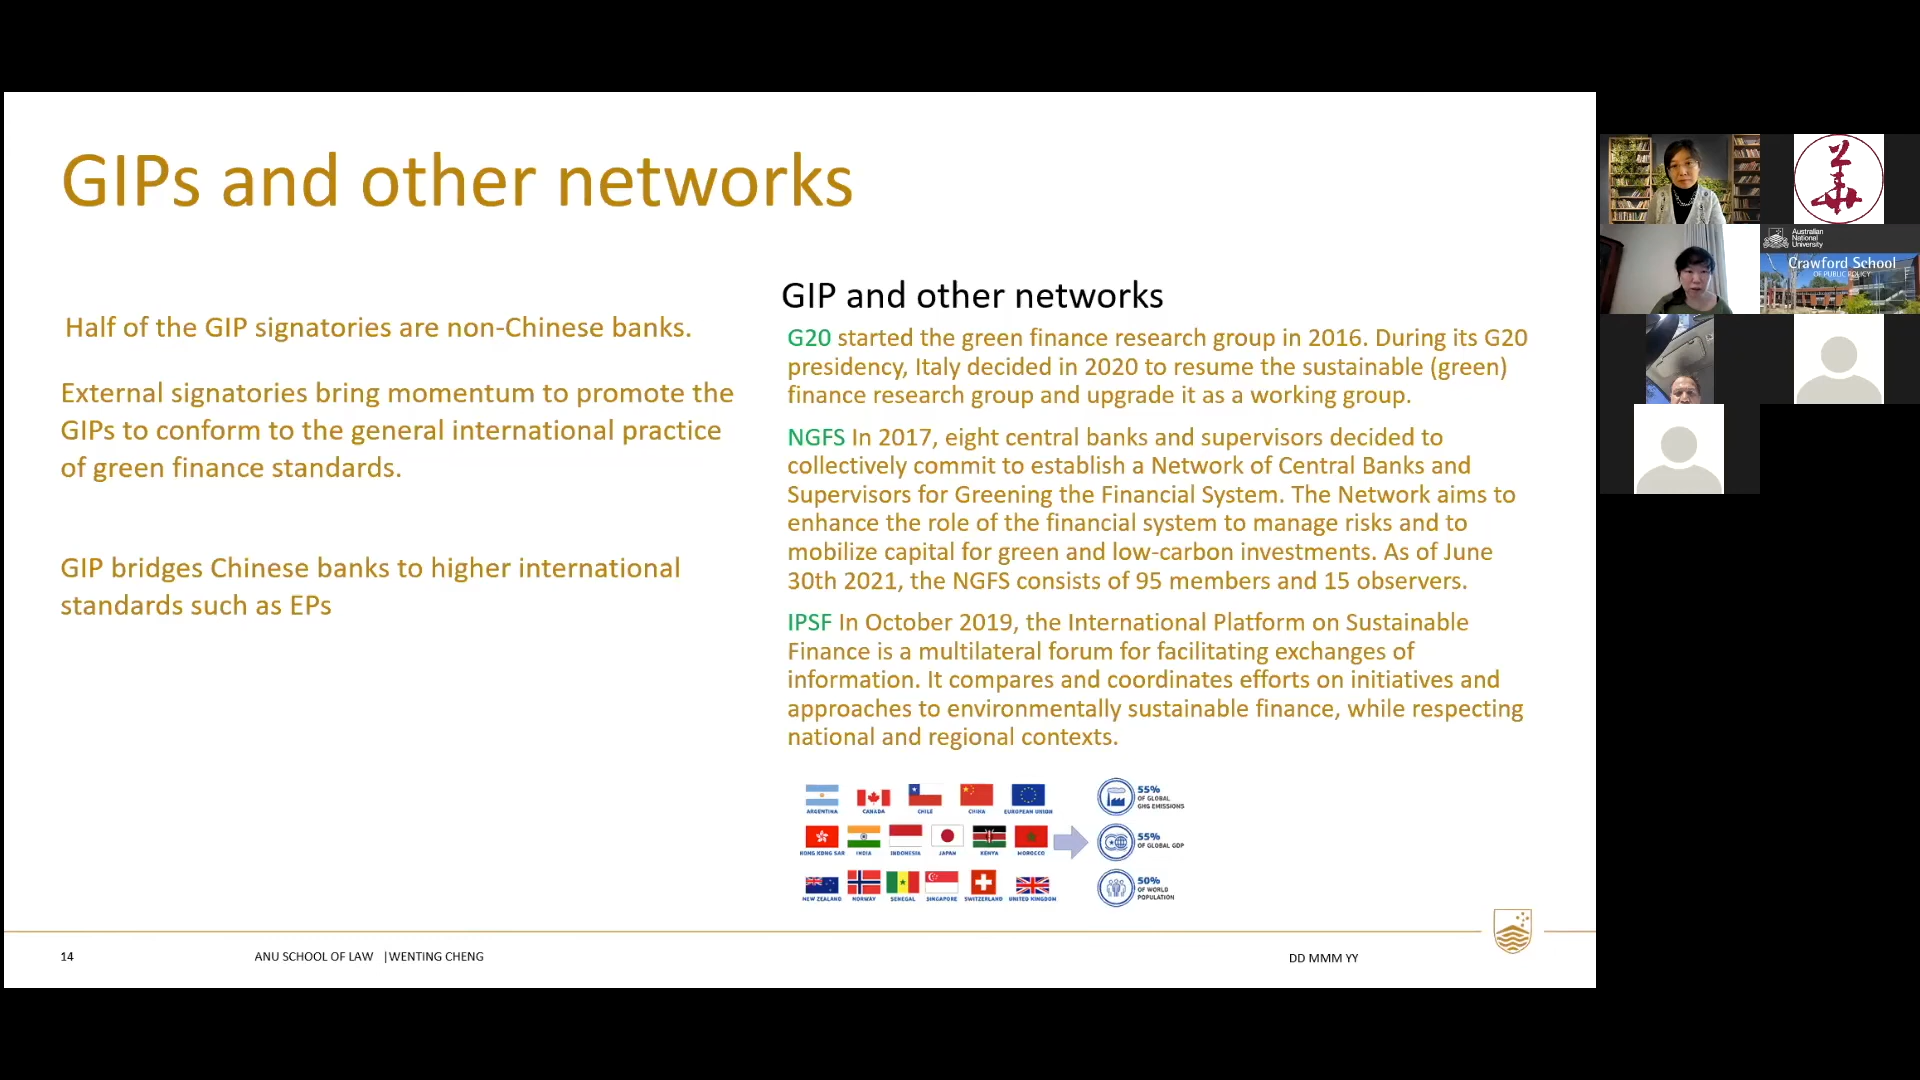 GIPs and other networks
Half of the GIP signatories are non-Chinese banks.
External signatories bring momentum to promote the
GIPs to conform to the general international practice
of green finance standards.
GIP bridges Chinese banks to higher international
standards such as EPs
GIP and other networks
G20 started the green finance research group in 2016. During its G20
presidency, Italy decided in 2020 to resume the sustainable (green)
finance research group and upgrade it as a working group.
NGFS In 2017, eight central banks and supervisors decided to
collectively commit to establish a Network of Central Banks and
Supervisors for Greening the Financial System. The Network aims to
enhance the role of the financial system to manage risks and to
mobilize capital for green and low-carbon investments. As of June
30th 2021, the NGFS consists of 95 members and 15 observers.
IPSF In October 2019, the International Platform on Sustainable
Finance is a multilateral forum for facilitating exchanges of
information. It compares and coordinates efforts on initiatives and
approaches to environmentally sustainable finance, while respecting
national and regional contexts.
ARGENTINA CANADA CHILE CHINA EUROPEAN UNION
HONG KONG SAR INDIA INDONESIA JAPAN KENYA MOROCCO
NEW ZEALAND NORWAY SENEGAL SINGAPORE SWITZERLAND UNITED KINGDOM
55%
OF GLOBAL
GHG EMISSIONS
55%
OF GLOBAL GDP
50%
OF WORLD
POPULATION
14
ANU SCHOOL OF LAW |WENTING CHENG
DD MMM YY
Australian
National
University
Crawford School
OF PUBLIC POLICY